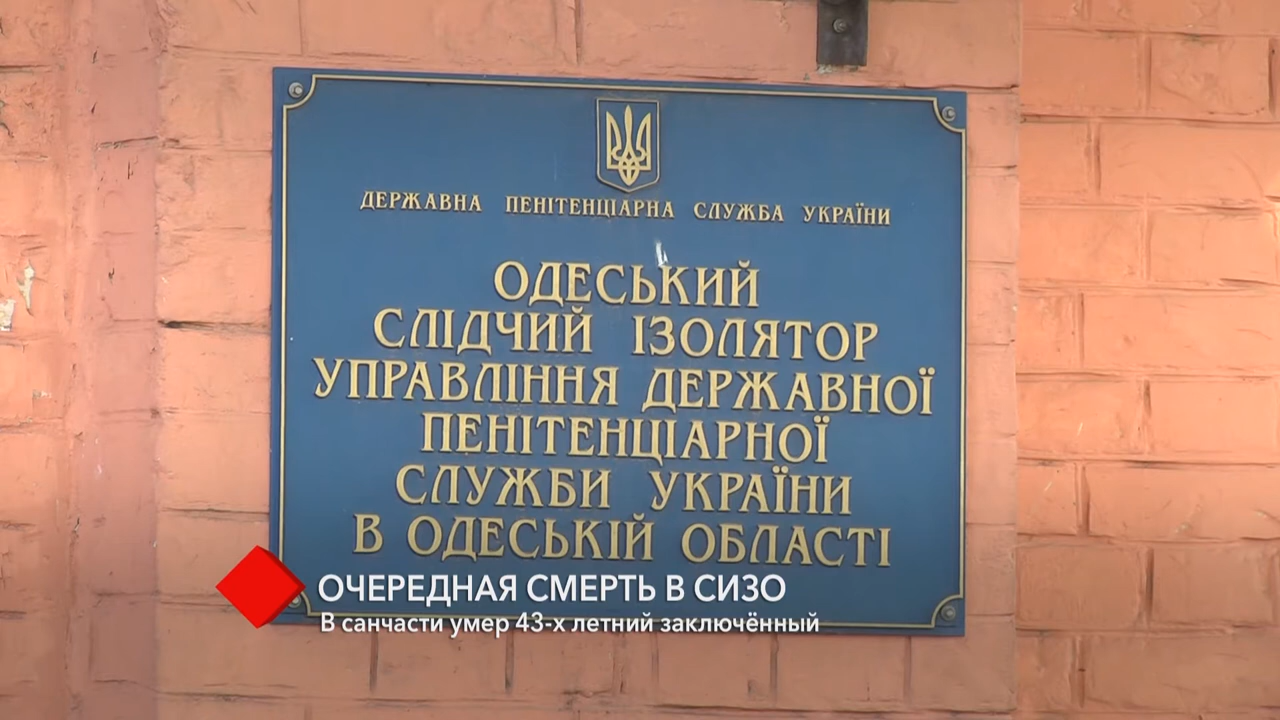 ДЕРЖАВНА ПЕНІТЕНЦІАРНА СЛУЖБА УКРАЇНИ
ОДЕСЬКИЙ
СЛІДЧИЙ ІЗОЛЯТОР
УПРАВЛІННЯ ДЕРЖАВНОЇ
ПЕНІТЕНЦІАРНОЇ
СЛУЖБИ УКРАЇНИ
В ОДЕСЬКІЙ ОБЛАСТІ
ОЧЕРЕДНАЯ СМЕРТЬ В СИЗО
В санчасти умер 43-х летний заключённый